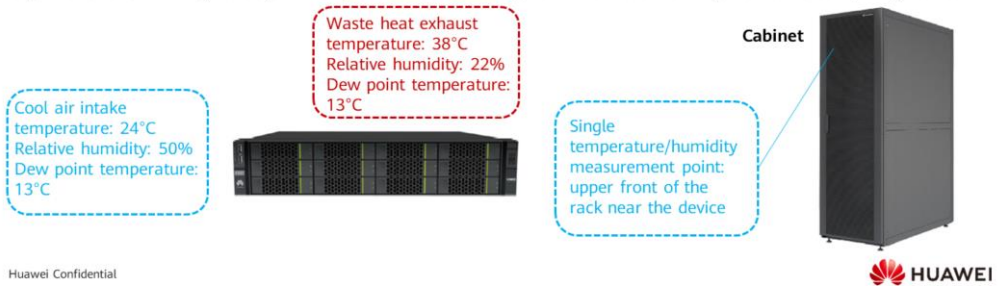 Waste heat exhaust
temperature: 38°C
Relative humidity: 22%
Dew point temperature:
13°C
Cabinet
Cool air intake
temperature: 24°C
Relative humidity: 50%
Dew point temperature:
13°C
Single
temperature/humidity
measurement point:
upper front of the
rack near the device
Huawei Confidential
HUAWEI